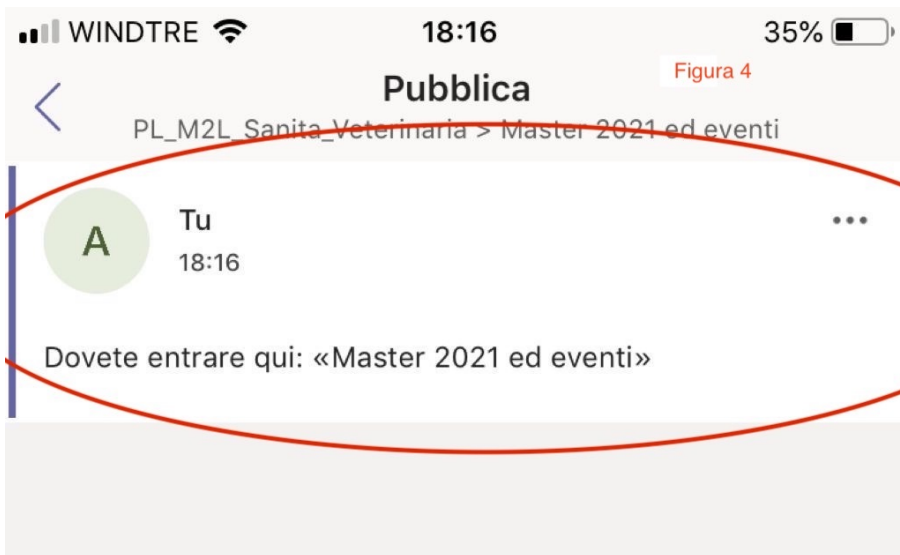 WINDTRE 18:16 35%
Pubblica
Figura 4
PL_M2L_Sanita_Veterinaria > Master 2021 ed eventi
A
Tu
18:16
Dovete entrare qui: «Master 2021 ed eventi»